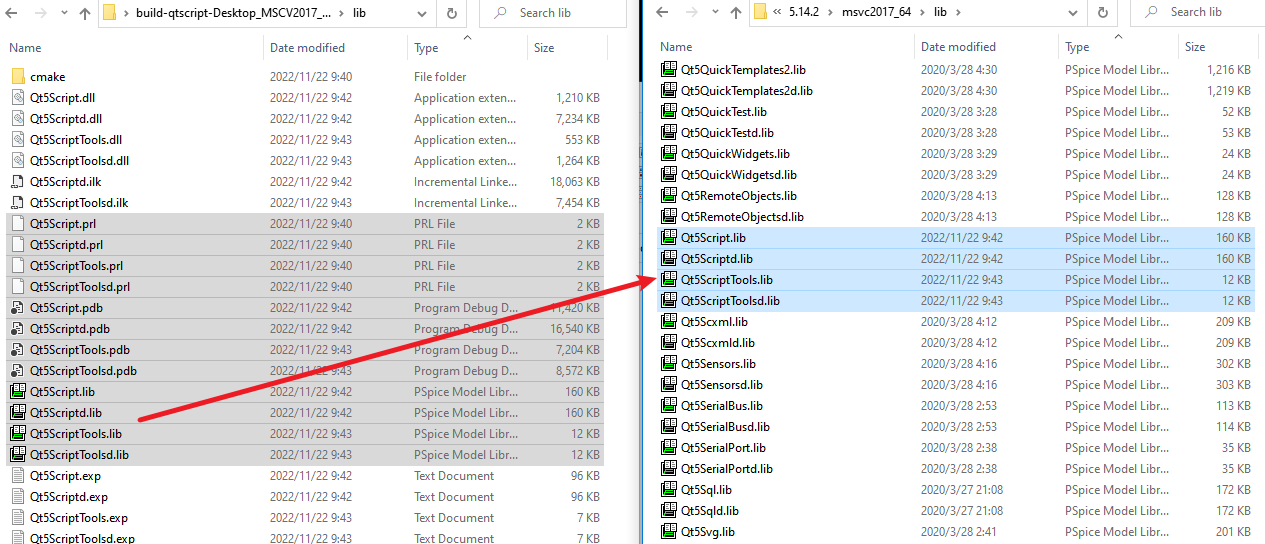 build-qtscript-Desktop_MSCV2017_... › lib
Search lib
Name Date modified Type Size
cmake 2022/11/22 9:40 File folder
Qt5Script.dll 2022/11/22 9:42 Application exten... 1,210 KB
Qt5Scriptd.dll 2022/11/22 9:42 Application exten... 7,234 KB
Qt5ScriptTools.dll 2022/11/22 9:43 Application exten... 553 KB
Qt5ScriptToolsd.dll 2022/11/22 9:43 Application exten... 1,264 KB
Qt5Scriptd.ilk 2022/11/22 9:42 Incremental Linke... 18,063 KB
Qt5ScriptToolsd.ilk 2022/11/22 9:43 Incremental Linke... 7,454 KB
Qt5Script.prl 2022/11/22 9:40 PRL File 2 KB
Qt5Scriptd.prl 2022/11/22 9:40 PRL File 2 KB
Qt5ScriptTools.prl 2022/11/22 9:40 PRL File 2 KB
Qt5ScriptToolsd.prl 2022/11/22 9:40 PRL File 2 KB
Qt5Script.pdb 2022/11/22 9:42 Program Debug D... 11,420 KB
Qt5Scriptd.pdb 2022/11/22 9:42 Program Debug D... 16,540 KB
Qt5ScriptTools.pdb 2022/11/22 9:43 Program Debug D... 7,204 KB
Qt5ScriptToolsd.pdb 2022/11/22 9:43 Program Debug D... 8,572 KB
Qt5Script.lib 2022/11/22 9:42 PSpice Model Libr... 160 KB
Qt5Scriptd.lib 2022/11/22 9:42 PSpice Model Libr... 160 KB
Qt5ScriptTools.lib 2022/11/22 9:43 PSpice Model Libr... 12 KB
Qt5ScriptToolsd.lib 2022/11/22 9:43 PSpice Model Libr... 12 KB
Qt5Script.exp 2022/11/22 9:42 Text Document 96 KB
Qt5Scriptd.exp 2022/11/22 9:42 Text Document 96 KB
Qt5ScriptTools.exp 2022/11/22 9:43 Text Document 7 KB
Qt5ScriptToolsd.exp 2022/11/22 9:43 Text Document 7 KB
« 5.14.2 › msvc2017_64 › lib ›
Search lib
Name Date modified Type Size
Qt5QuickTemplates2.lib 2020/3/28 4:30 PSpice Model Libr... 1,216 KB
Qt5QuickTemplates2d.lib 2020/3/28 4:30 PSpice Model Libr... 1,219 KB
Qt5QuickTest.lib 2020/3/28 3:28 PSpice Model Libr... 52 KB
Qt5QuickTestd.lib 2020/3/28 3:28 PSpice Model Libr... 53 KB
Qt5QuickWidgets.lib 2020/3/28 3:29 PSpice Model Libr... 24 KB
Qt5QuickWidgetsd.lib 2020/3/28 3:29 PSpice Model Libr... 24 KB
Qt5RemoteObjects.lib 2020/3/28 4:13 PSpice Model Libr... 128 KB
Qt5RemoteObjectsd.lib 2020/3/28 4:13 PSpice Model Libr... 128 KB
Qt5Script.lib 2022/11/22 9:42 PSpice Model Libr... 160 KB
Qt5Scriptd.lib 2022/11/22 9:42 PSpice Model Libr... 160 KB
Qt5ScriptTools.lib 2022/11/22 9:43 PSpice Model Libr... 12 KB
Qt5ScriptToolsd.lib 2022/11/22 9:43 PSpice Model Libr... 12 KB
Qt5Scxml.lib 2020/3/28 4:12 PSpice Model Libr... 209 KB
Qt5Scxmld.lib 2020/3/28 4:12 PSpice Model Libr... 209 KB
Qt5Sensors.lib 2020/3/28 4:16 PSpice Model Libr... 302 KB
Qt5Sensorsd.lib 2020/3/28 4:16 PSpice Model Libr... 303 KB
Qt5SerialBus.lib 2020/3/28 2:53 PSpice Model Libr... 113 KB
Qt5SerialBusd.lib 2020/3/28 2:53 PSpice Model Libr... 114 KB
Qt5SerialPort.lib 2020/3/28 2:38 PSpice Model Libr... 35 KB
Qt5SerialPortd.lib 2020/3/28 2:38 PSpice Model Libr... 35 KB
Qt5Sql.lib 2020/3/27 21:08 PSpice Model Libr... 172 KB
Qt5Sqld.lib 2020/3/27 21:08 PSpice Model Libr... 172 KB
Qt5Svg.lib 2020/3/28 2:41 PSpice Model Libr... 201 KB